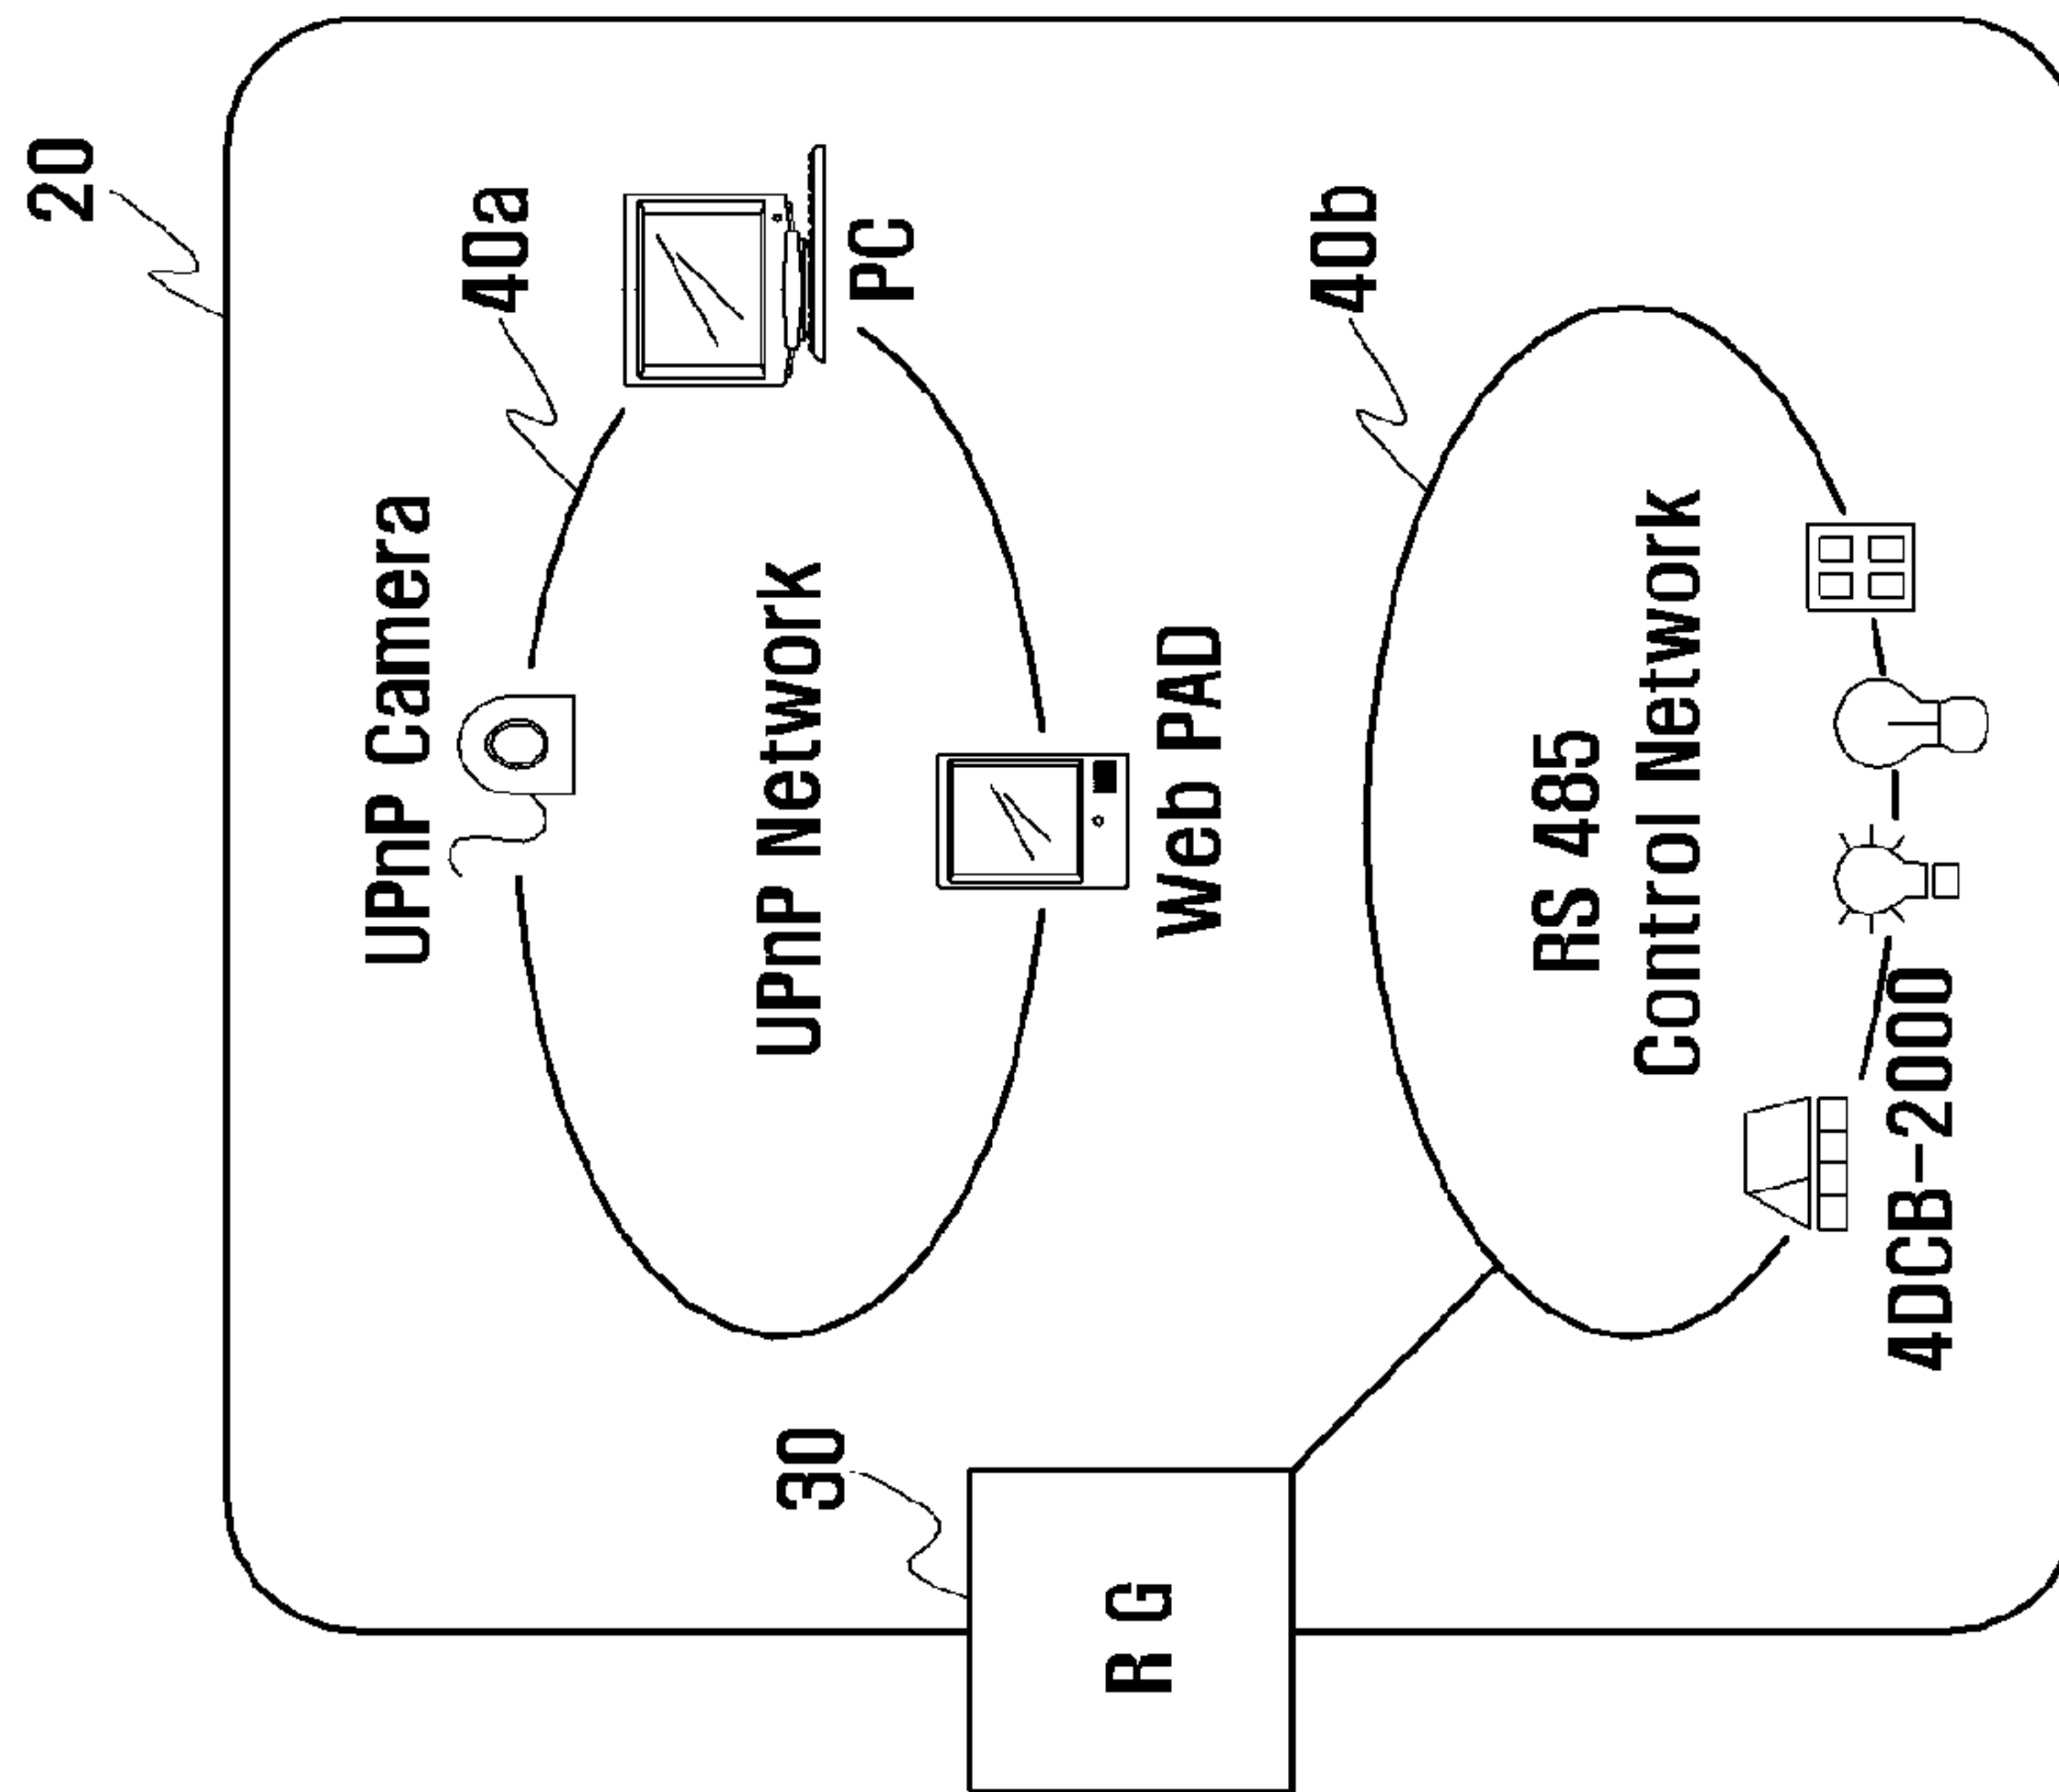 20
UPnP Camera
40a
PC
UPnP Network
30
Web PAD
R G
40b
RS 485
Control Network
4DCB-2000